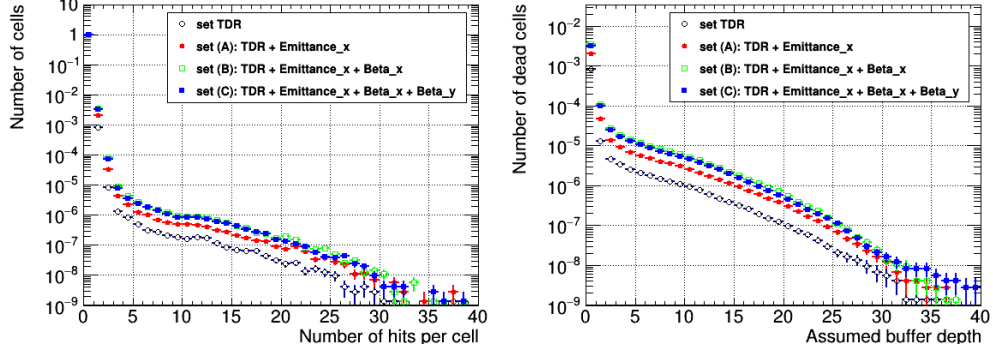 Number of cells
1
10⁻¹
10⁻²
10⁻³
10⁻⁴
10⁻⁵
10⁻⁶
10⁻⁷
10⁻⁸
10⁻⁹
set TDR
set (A): TDR + Emittance_x
set (B): TDR + Emittance_x + Beta_x
set (C): TDR + Emittance_x + Beta_x + Beta_y
0 5 10 15 20 25 30 35 40
Number of hits per cell
Number of dead cells
10⁻²
10⁻³
10⁻⁴
10⁻⁵
10⁻⁶
10⁻⁷
10⁻⁸
10⁻⁹
set TDR
set (A): TDR + Emittance_x
set (B): TDR + Emittance_x + Beta_x
set (C): TDR + Emittance_x + Beta_x + Beta_y
0 5 10 15 20 25 30 35 40
Assumed buffer depth